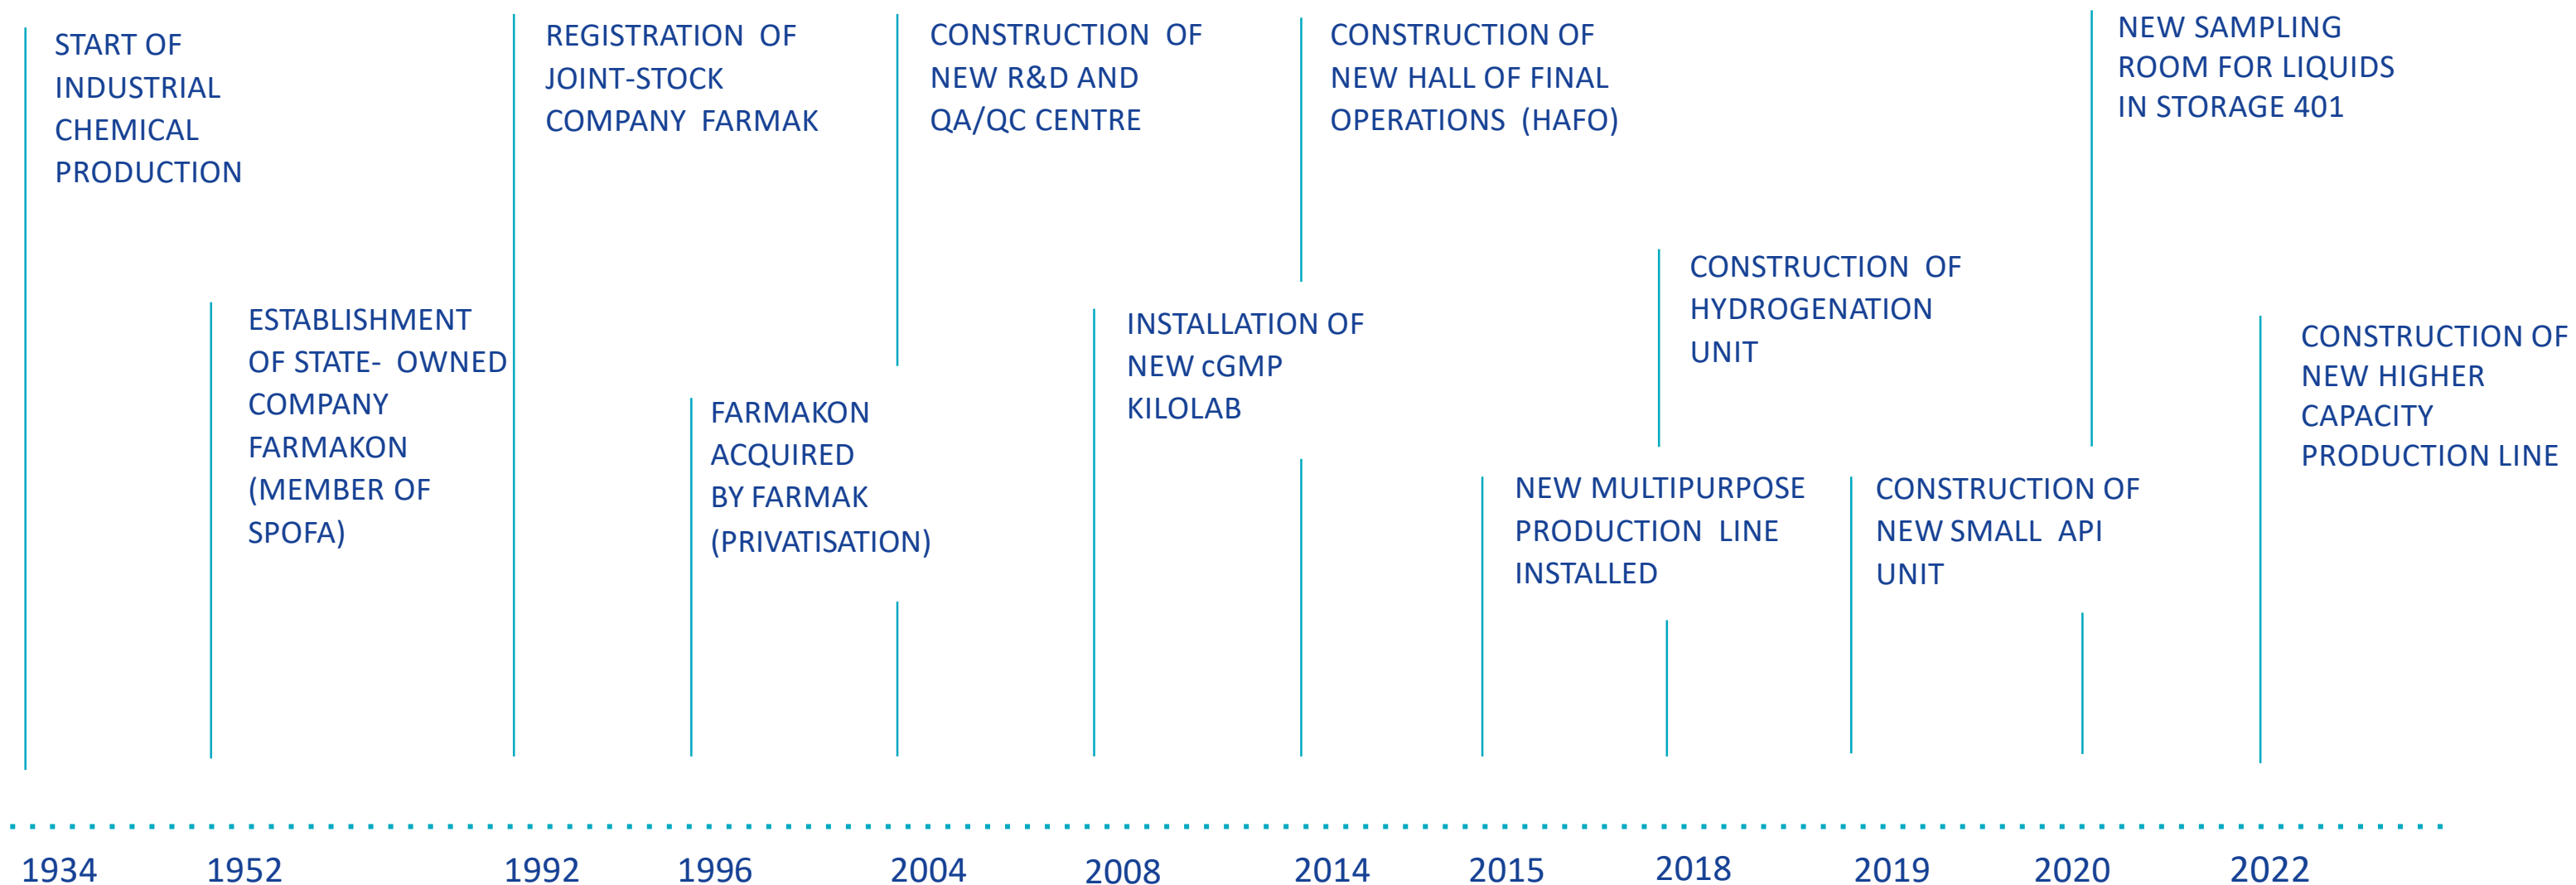 START OF
INDUSTRIAL
CHEMICAL
PRODUCTION
ESTABLISHMENT
OF STATE- OWNED
COMPANY
FARMAKON
(MEMBER OF
SPOFA)
REGISTRATION OF
JOINT-STOCK
COMPANY FARMAK
FARMAKON
ACQUIRED
BY FARMAK
(PRIVATISATION)
CONSTRUCTION OF
NEW R&D AND
QA/QC CENTRE
INSTALLATION OF
NEW cGMP
KILOLAB
CONSTRUCTION OF
NEW HALL OF FINAL
OPERATIONS (HAFO)
NEW MULTIPURPOSE
PRODUCTION LINE
INSTALLED
CONSTRUCTION OF
HYDROGENATION
UNIT
CONSTRUCTION OF
NEW SMALL API
UNIT
NEW SAMPLING
ROOM FOR LIQUIDS
IN STORAGE 401
CONSTRUCTION OF
NEW HIGHER
CAPACITY
PRODUCTION LINE
1934 1952 1992 1996 2004 2008 2014 2015 2018 2019 2020 2022